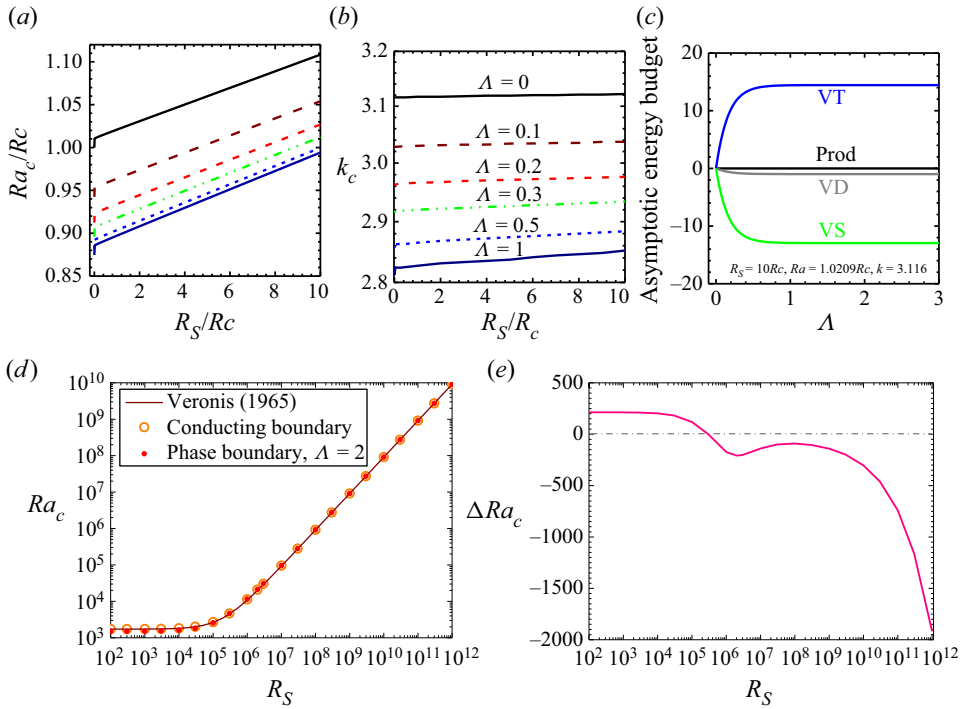 (a)
Ra_c/Rc
1.10
1.05
1.00
0.95
0.90
0.85
0 2 4 6 8 10
R_S/Rc
(b)
k_c
3.2
3.1
3.0
2.9
2.8
Λ = 0
Λ = 0.1
Λ = 0.2
Λ = 0.3
Λ = 0.5
Λ = 1
0 2 4 6 8 10
R_S/R_c
(c)
Asymptotic energy budget
20
10
0
−10
−20
VT
Prod
VD
VS
R_S = 10Rc, Ra = 1.0209Rc, k = 3.116
0 1 2 3
Λ
(d)
Ra_c
10^10
10^9
10^8
10^7
10^6
10^5
10^4
10^3
Veronis (1965)
Conducting boundary
Phase boundary, Λ = 2
10^2 10^3 10^4 10^5 10^6 10^7 10^8 10^9 10^10 10^11 10^12
R_S
(e)
ΔRa_c
500
0
−500
−1000
−1500
−2000
10^2 10^3 10^4 10^5 10^6 10^7 10^8 10^9 10^10 10^11 10^12
R_S